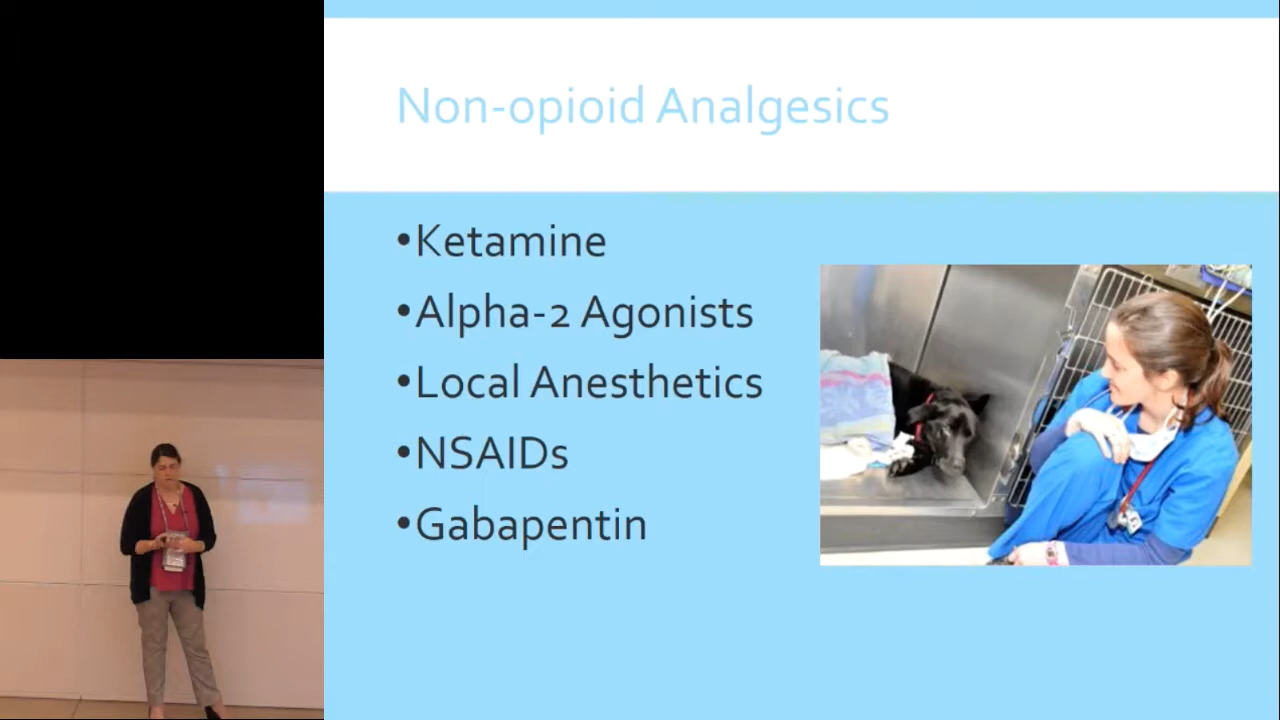 Non-opioid Analgesics
•Ketamine
•Alpha-2 Agonists
•Local Anesthetics
•NSAIDs
•Gabapentin